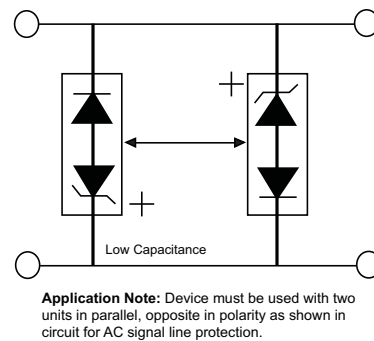 +
+
Low Capacitance
Application Note: Device must be used with two
units in parallel, opposite in polarity as shown in
circuit for AC signal line protection.